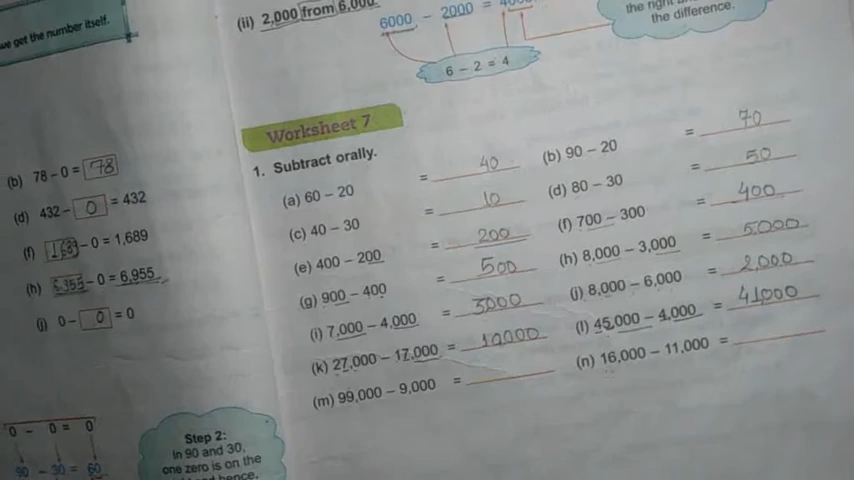 we get the number itself.
(ii) 2,000 from 6,000
6000 - 2000 =
6 - 2 = 4
the right
the difference.
(b) 78 - 0 = 78
(d) 432 - 0 = 432
(f) 1689 - 0 = 1,689
(h) - 0 = 6,955
(j) 0 - 0 = 0
0 - 0 = 0
90 - 30 = 60
Step 2:
In 90 and 30,
one zero is on the
hence,
Worksheet 7
1. Subtract orally.
(a) 60 - 20 = 40 (b) 90 - 20 = 70
(c) 40 - 30 = 10 (d) 80 - 30 = 50
(e) 400 - 200 = 200 (f) 700 - 300 = 400
(g) 900 - 400 = 500 (h) 8,000 - 3,000 = 5000
(i) 7,000 - 4,000 = 3000 (j) 8,000 - 6,000 = 2,000
(k) 27,000 - 17,000 = 10000 (l) 45,000 - 4,000 = 41,000
(m) 99,000 - 9,000 = (n) 16,000 - 11,000 =